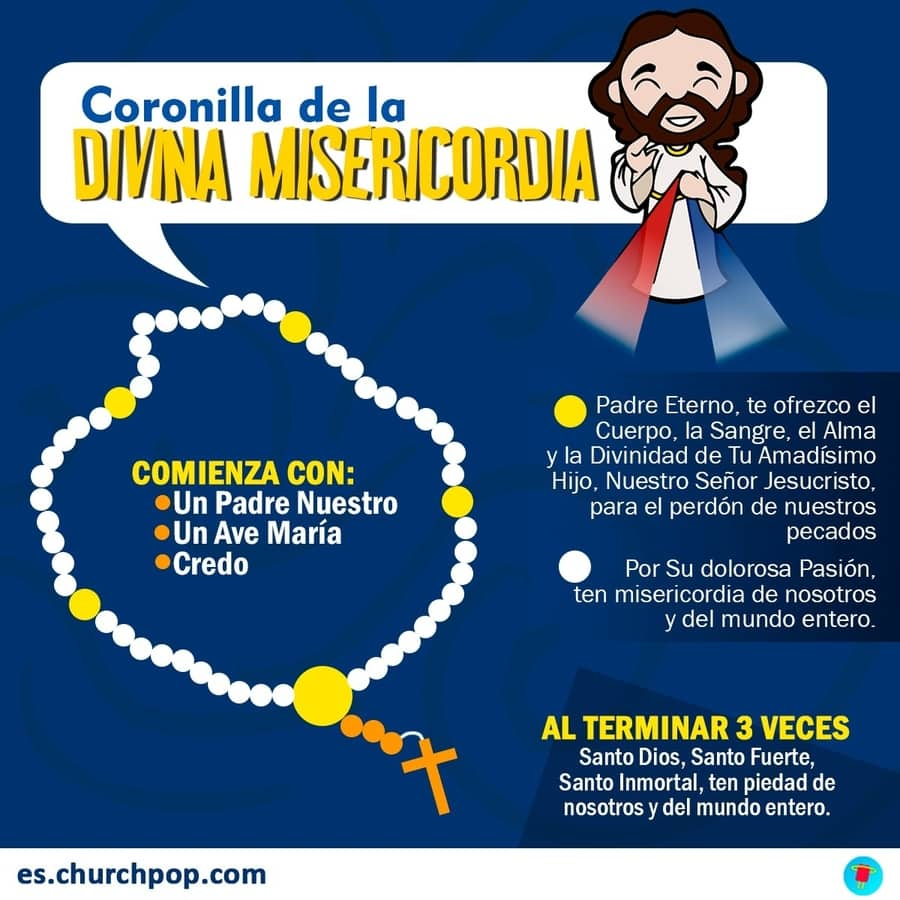 Coronilla de la
DIVINA MISERICORDIA
COMIENZA CON:
Un Padre Nuestro
Un Ave María
Credo
Padre Eterno, te ofrezco el
Cuerpo, la Sangre, el Alma
y la Divinidad de Tu Amadísimo
Hijo, Nuestro Señor Jesucristo,
para el perdón de nuestros
pecados
Por Su dolorosa Pasión,
ten misericordia de nosotros
y del mundo entero.
AL TERMINAR 3 VECES
Santo Dios, Santo Fuerte,
Santo Inmortal, ten piedad de
nosotros y del mundo entero.
es.churchpop.com